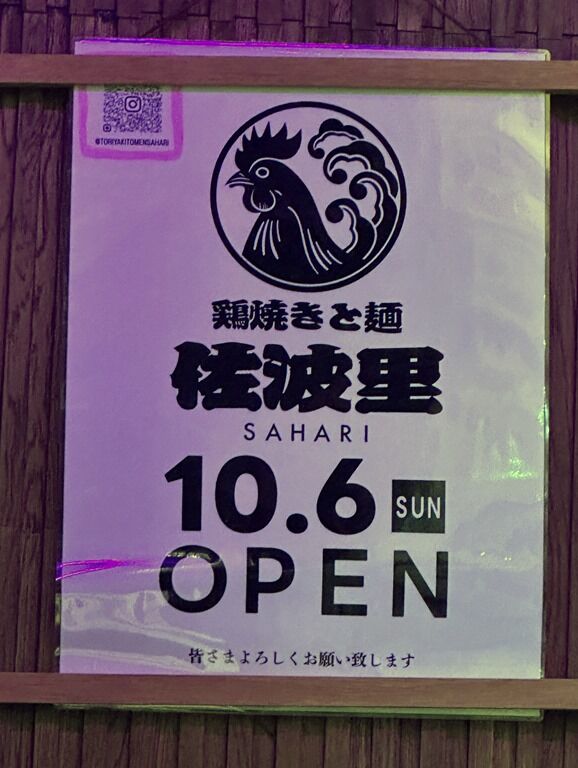 @TORIYAKITOMENSAHARI
鶏焼きと麺
佐波里
SAHARI
10.6 SUN
OPEN
皆さまよろしくお願い致します